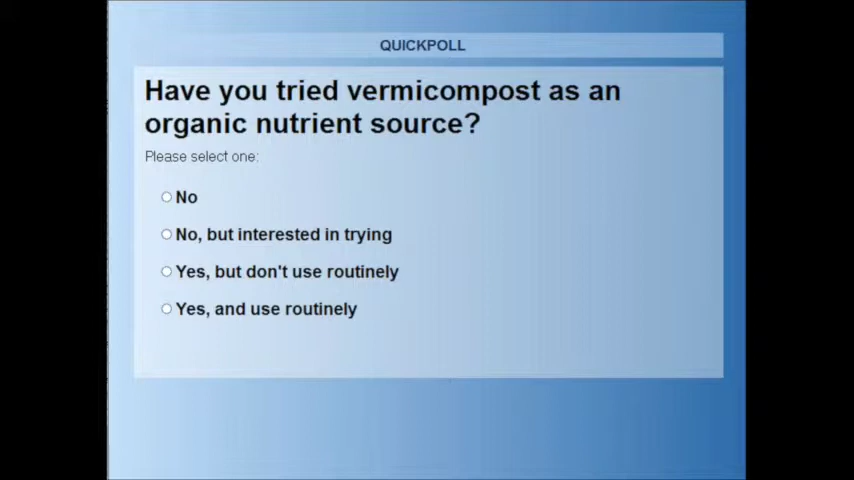 QUICKPOLL
Have you tried vermicompost as an
organic nutrient source?
Please select one:
No
No, but interested in trying
Yes, but don't use routinely
Yes, and use routinely